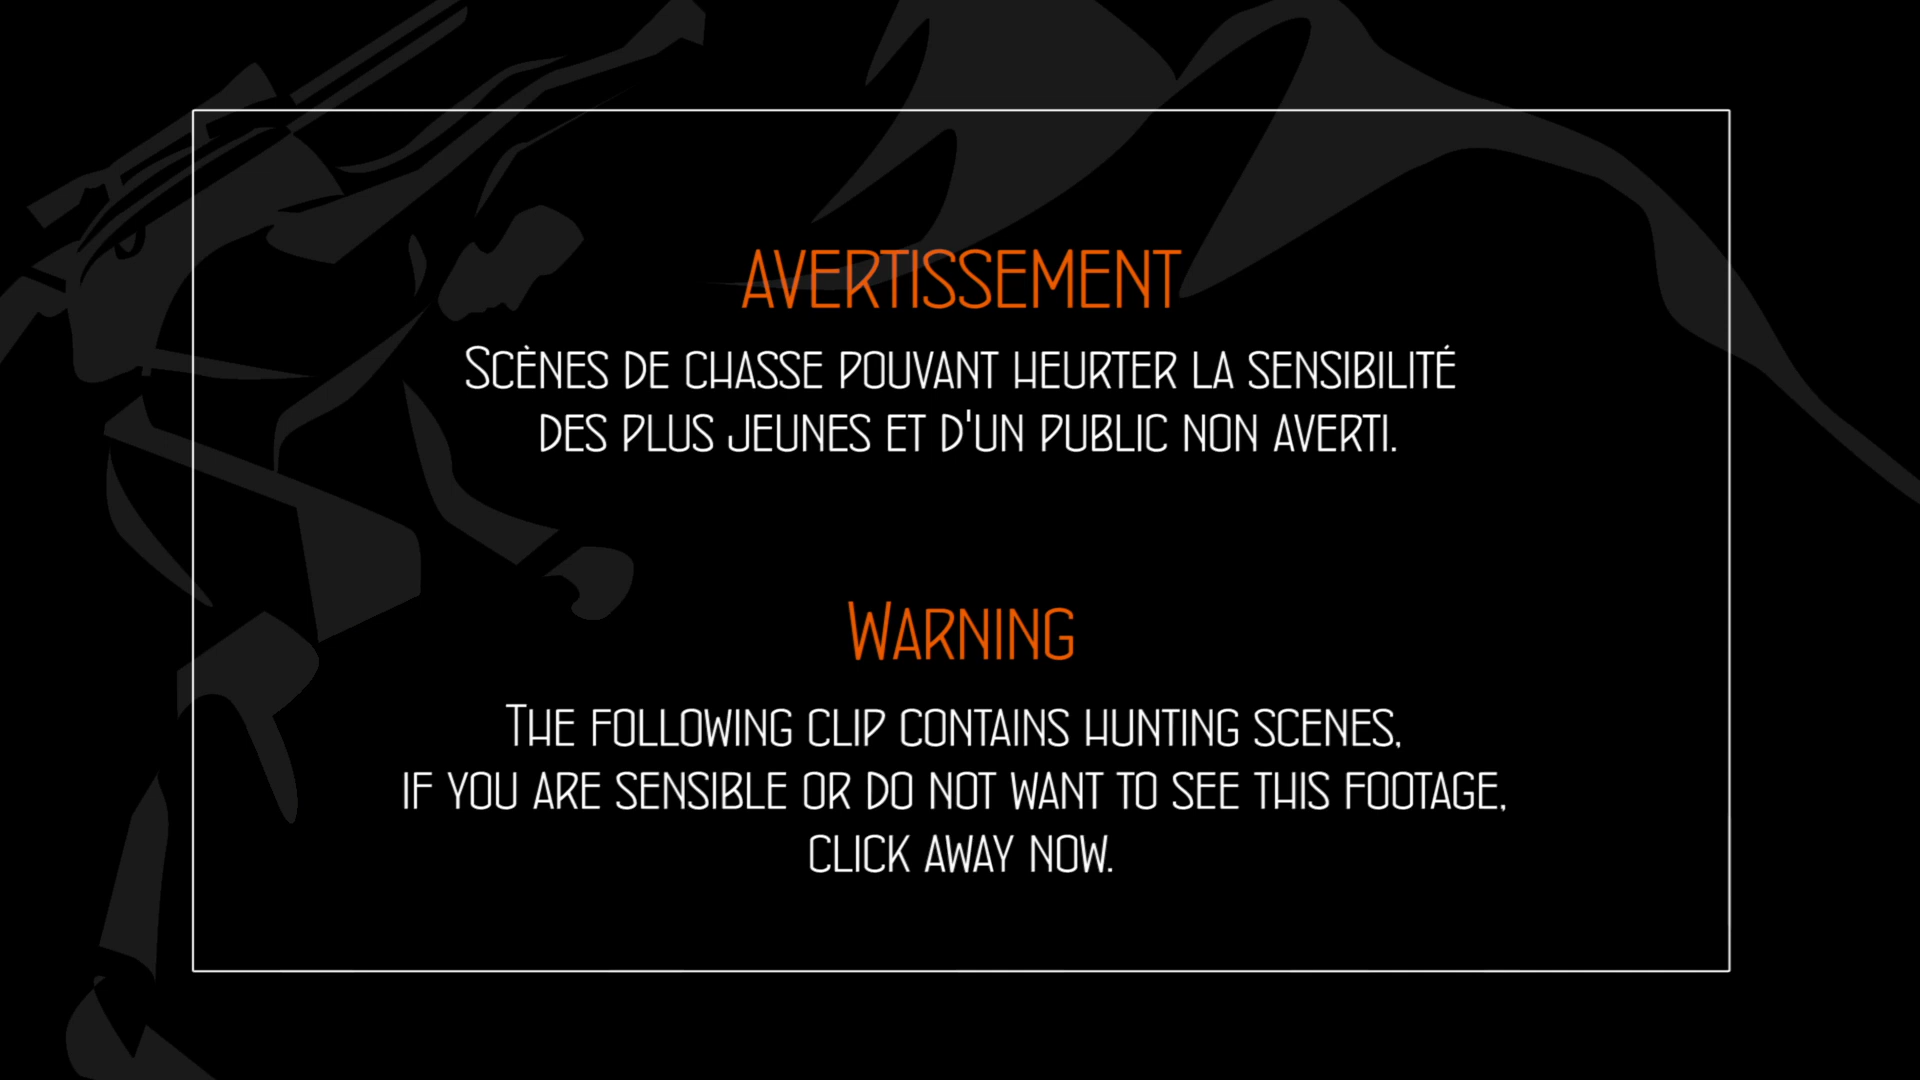 AVERTISSEMENT
SCÈNES DE CHASSE POUVANT HEURTER LA SENSIBILITÉ
DES PLUS JEUNES ET D'UN PUBLIC NON AVERTI.
WARNING
THE FOLLOWING CLIP CONTAINS HUNTING SCENES,
IF YOU ARE SENSIBLE OR DO NOT WANT TO SEE THIS FOOTAGE,
CLICK AWAY NOW.